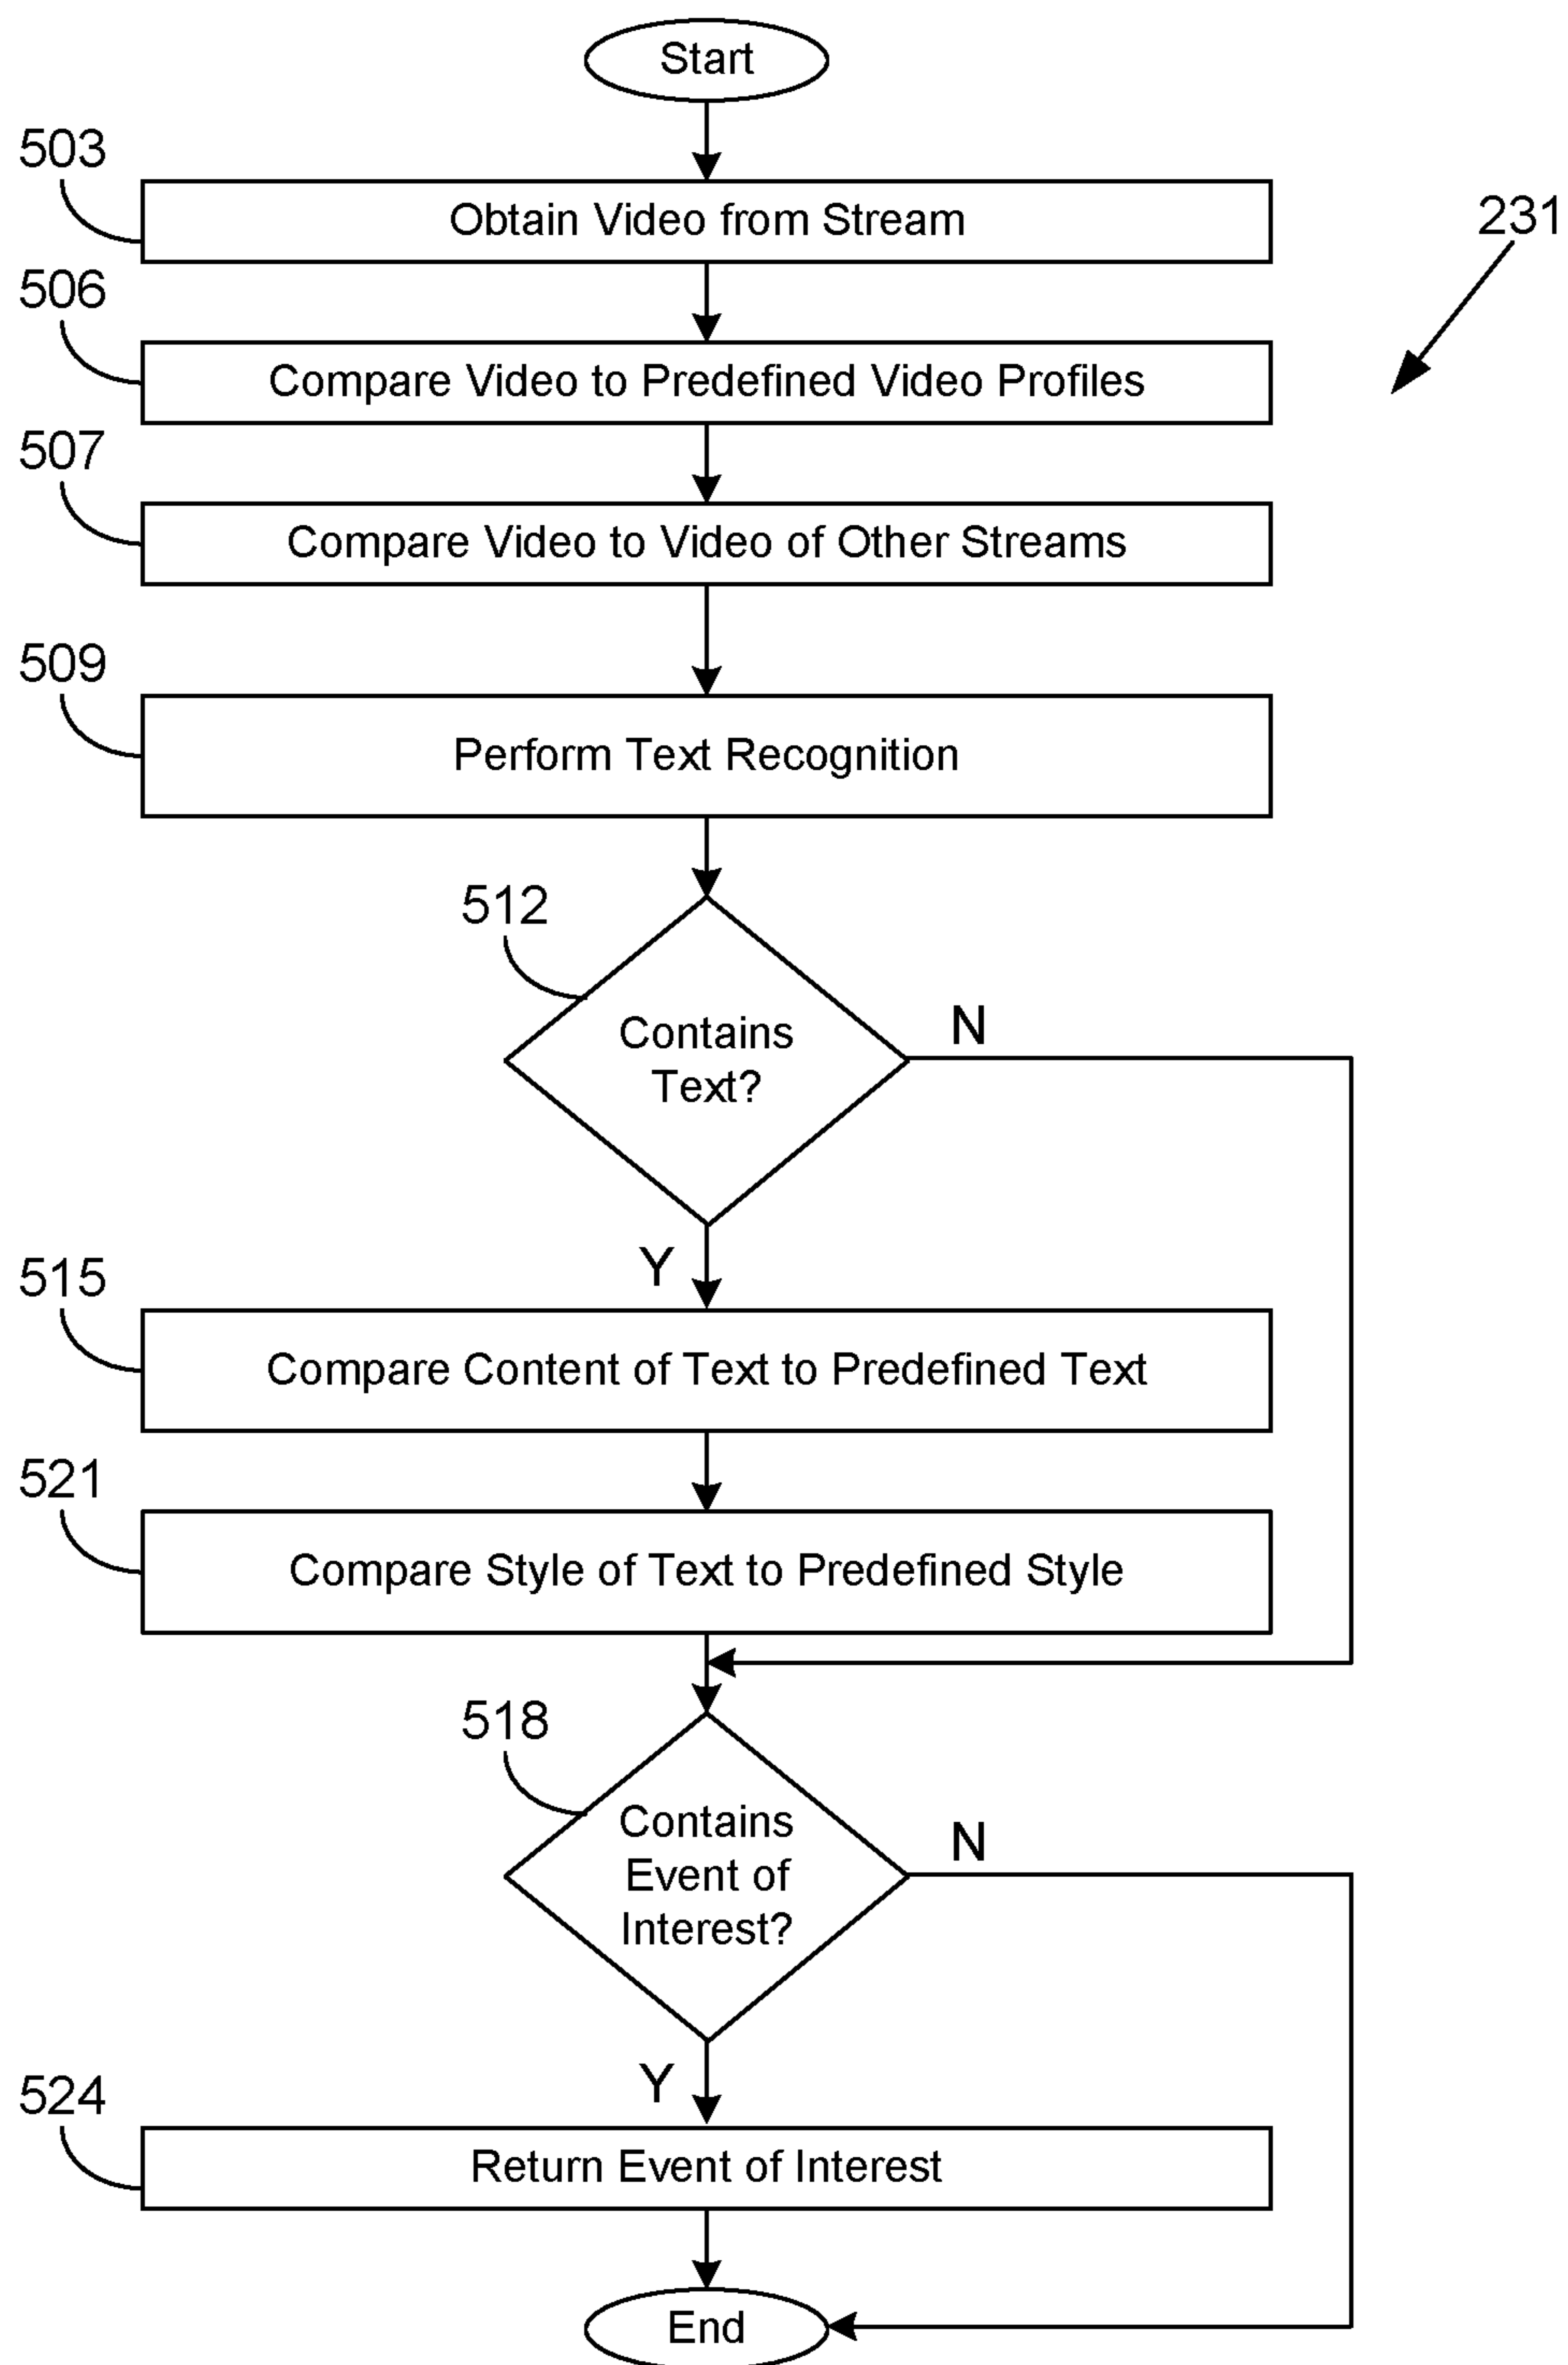 Start
503
Obtain Video from Stream
231
506
Compare Video to Predefined Video Profiles
507
Compare Video to Video of Other Streams
509
Perform Text Recognition
512
Contains
Text?
N
Y
515
Compare Content of Text to Predefined Text
521
Compare Style of Text to Predefined Style
518
Contains
Event of
Interest?
N
Y
524
Return Event of Interest
End